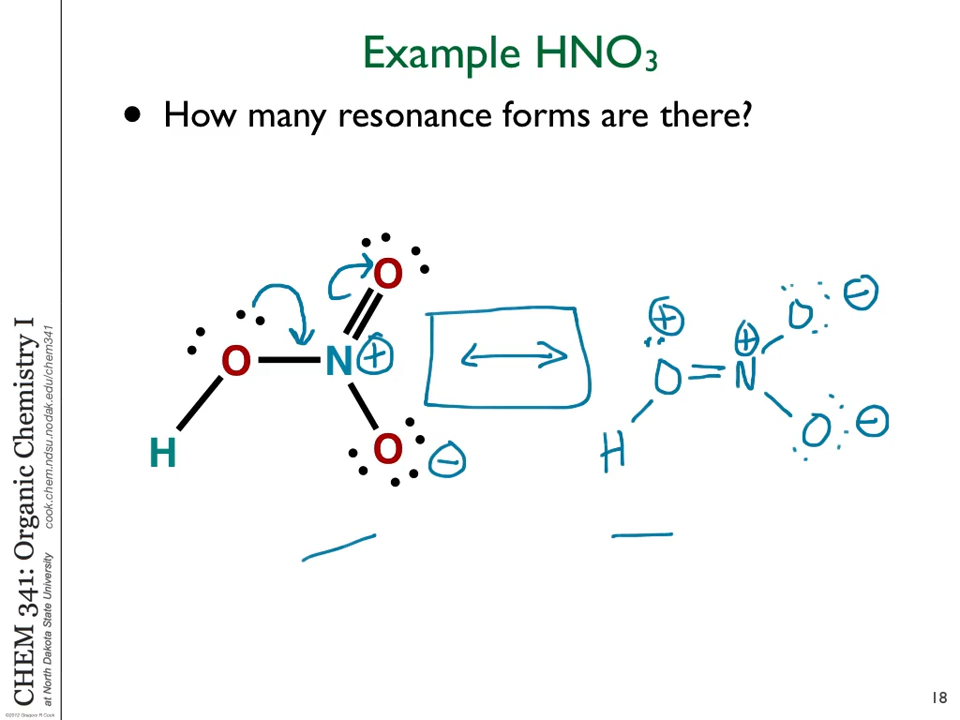 Example HNO₃
• How many resonance forms are there?
O
O
N
+
O
H
−
+
O
N
+
O
−
O
−
H
CHEM 341: Organic Chemistry I
at North Dakota State University cook.chem.ndsu.nodak.edu/chem341
18